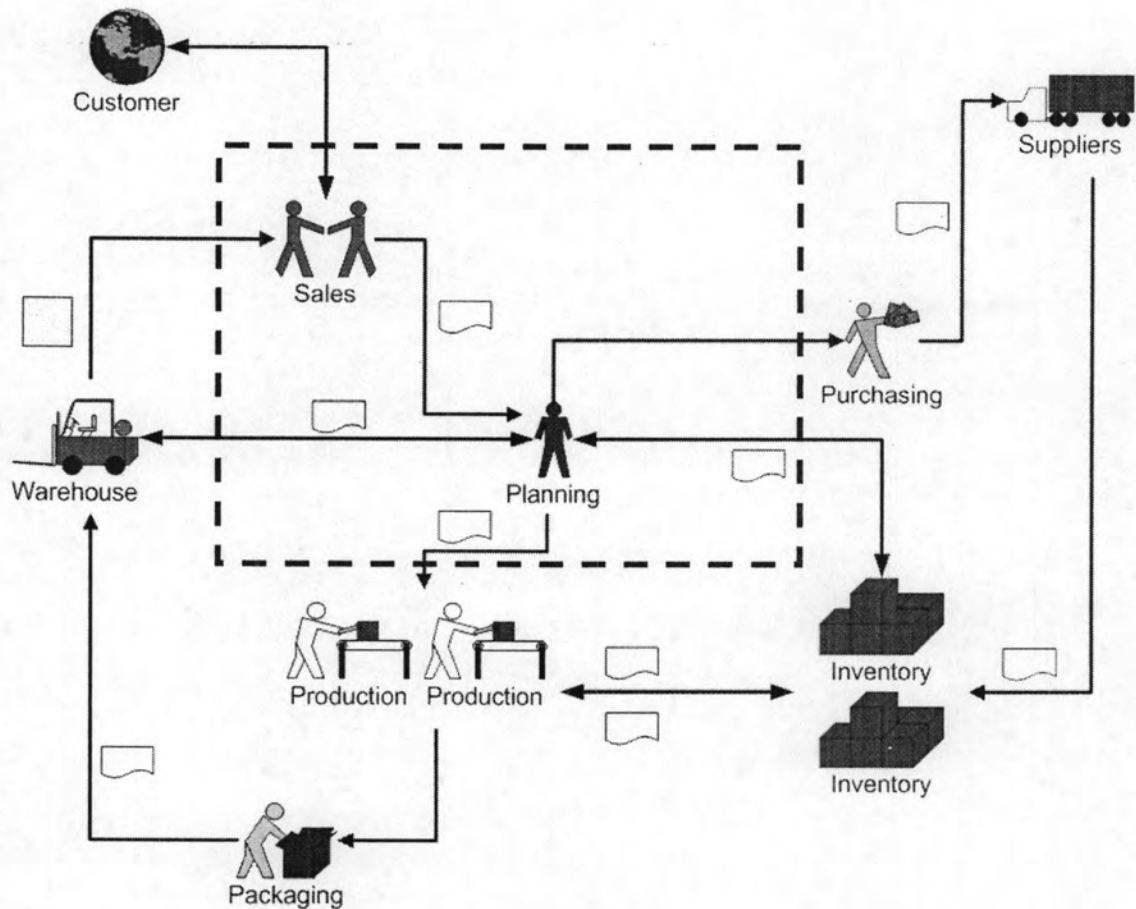 Customer
Suppliers
Sales
Purchasing
Warehouse
Planning
Inventory
Production
Production
Inventory
Packaging